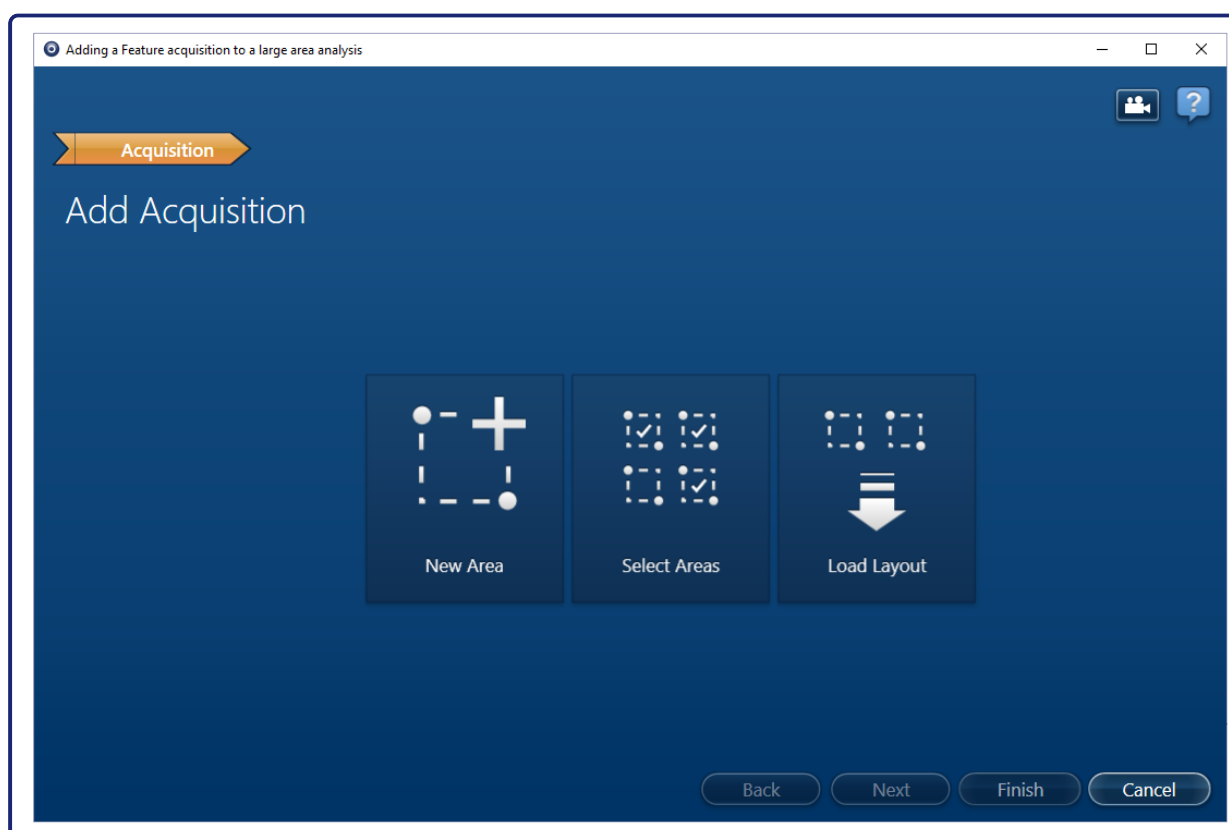 Adding a Feature acquisition to a large area analysis
?
Acquisition
Add Acquisition
New Area Select Areas Load Layout
Back Next Finish Cancel